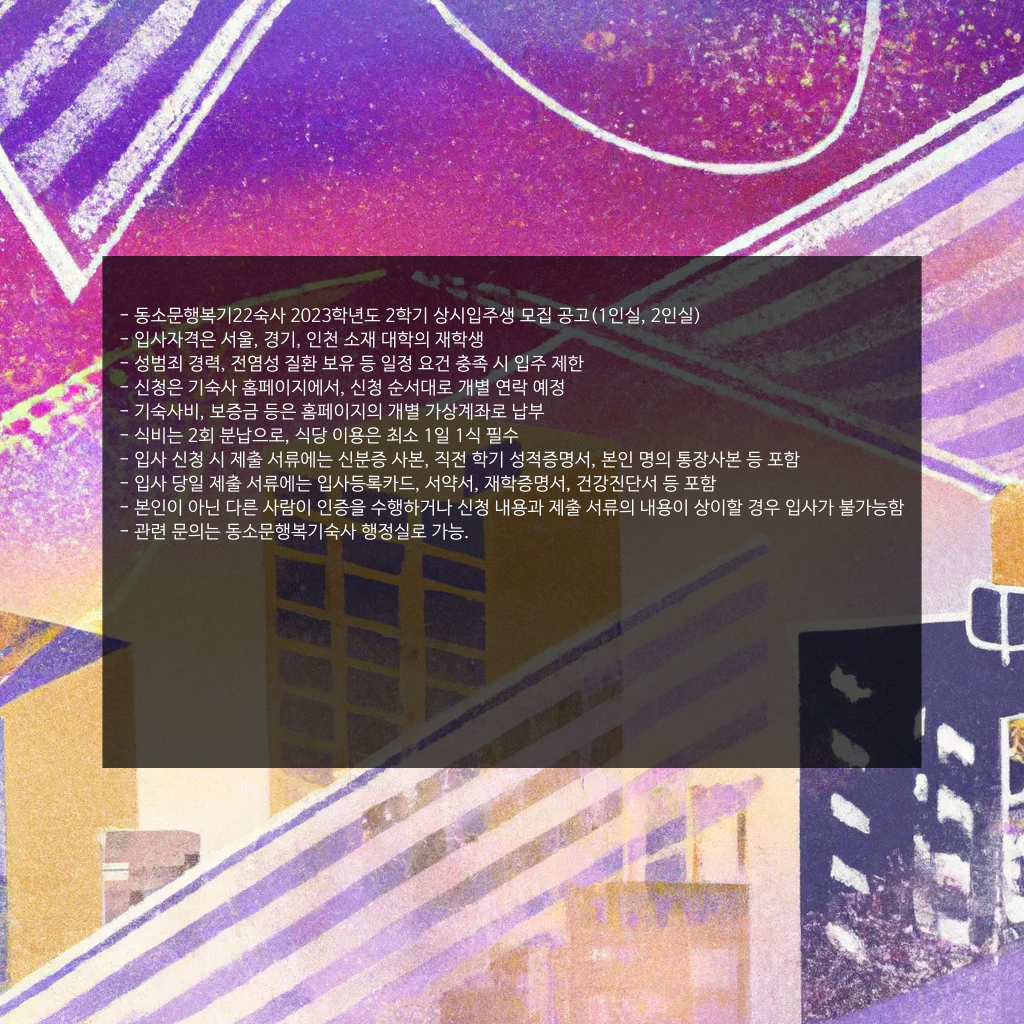 - 동소문행복기22숙사 2023학년도 2학기 상시입주생 모집 공고(1인실, 2인실)
- 입사자격은 서울, 경기, 인천 소재 대학의 재학생
- 성범죄 경력, 전염성 질환 보유 등 일정 요건 충족 시 입주 제한
- 신청은 기숙사 홈페이지에서, 신청 순서대로 개별 연락 예정
- 기숙사비, 보증금 등은 홈페이지의 개별 가상계좌로 납부
- 식비는 2회 분납으로, 식당 이용은 최소 1일 1식 필수
- 입사 신청 시 제출 서류에는 신분증 사본, 직전 학기 성적증명서, 본인 명의 통장사본 등 포함
- 입사 당일 제출 서류에는 입사등록카드, 서약서, 재학증명서, 건강진단서 등 포함
- 본인이 아닌 다른 사람이 인증을 수행하거나 신청 내용과 제출 서류의 내용이 상이할 경우 입사가 불가능함
- 관련 문의는 동소문행복기숙사 행정실로 가능.